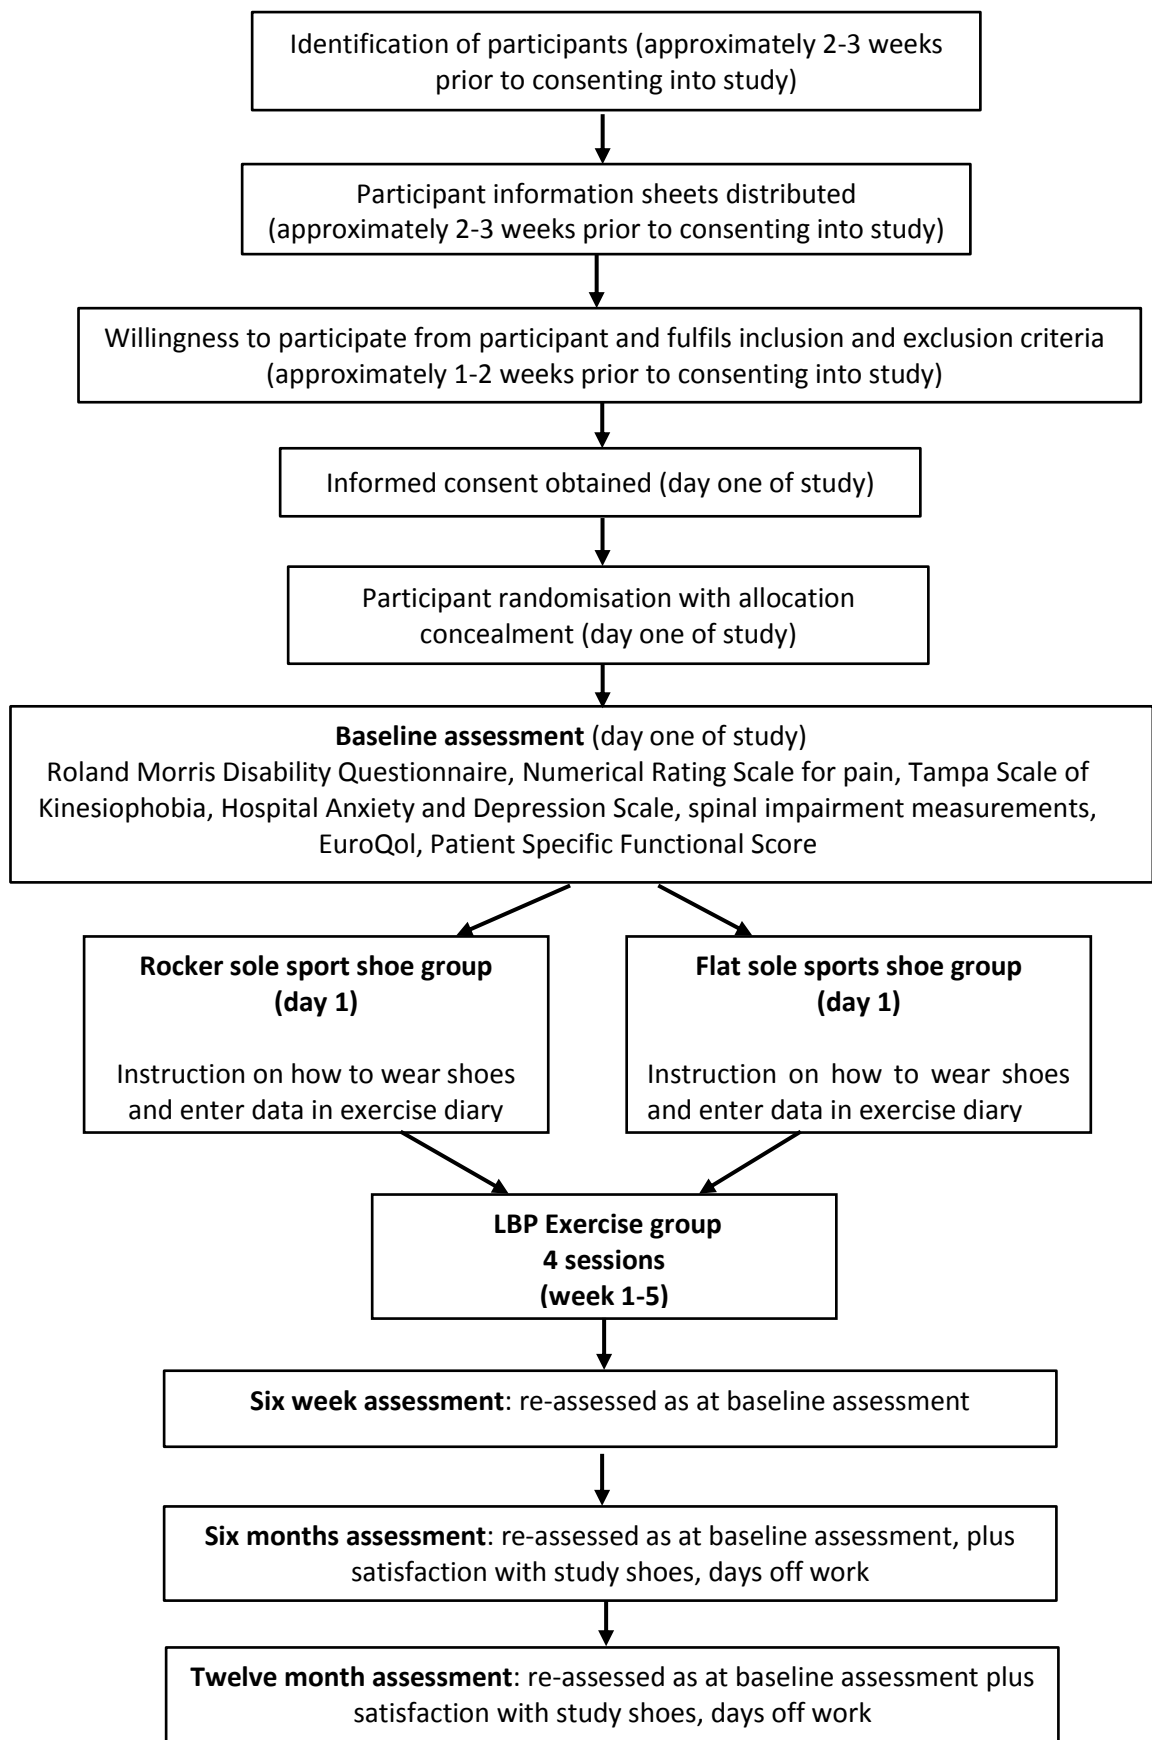 Identification of participants (approximately 2-3 weeks
prior to consenting into study)
Participant information sheets distributed
(approximately 2-3 weeks prior to consenting into study)
Willingness to participate from participant and fulfils inclusion and exclusion criteria
(approximately 1-2 weeks prior to consenting into study)
Informed consent obtained (day one of study)
Participant randomisation with allocation
concealment (day one of study)
Baseline assessment (day one of study)
Roland Morris Disability Questionnaire, Numerical Rating Scale for pain, Tampa Scale of
Kinesiophobia, Hospital Anxiety and Depression Scale, spinal impairment measurements,
EuroQol, Patient Specific Functional Score
Rocker sole sport shoe group
(day 1)
Instruction on how to wear shoes
and enter data in exercise diary
Flat sole sports shoe group
(day 1)
Instruction on how to wear shoes
and enter data in exercise diary
LBP Exercise group
4 sessions
(week 1-5)
Six week assessment: re-assessed as at baseline assessment
Six months assessment: re-assessed as at baseline assessment, plus
satisfaction with study shoes, days off work
Twelve month assessment: re-assessed as at baseline assessment plus
satisfaction with study shoes, days off work